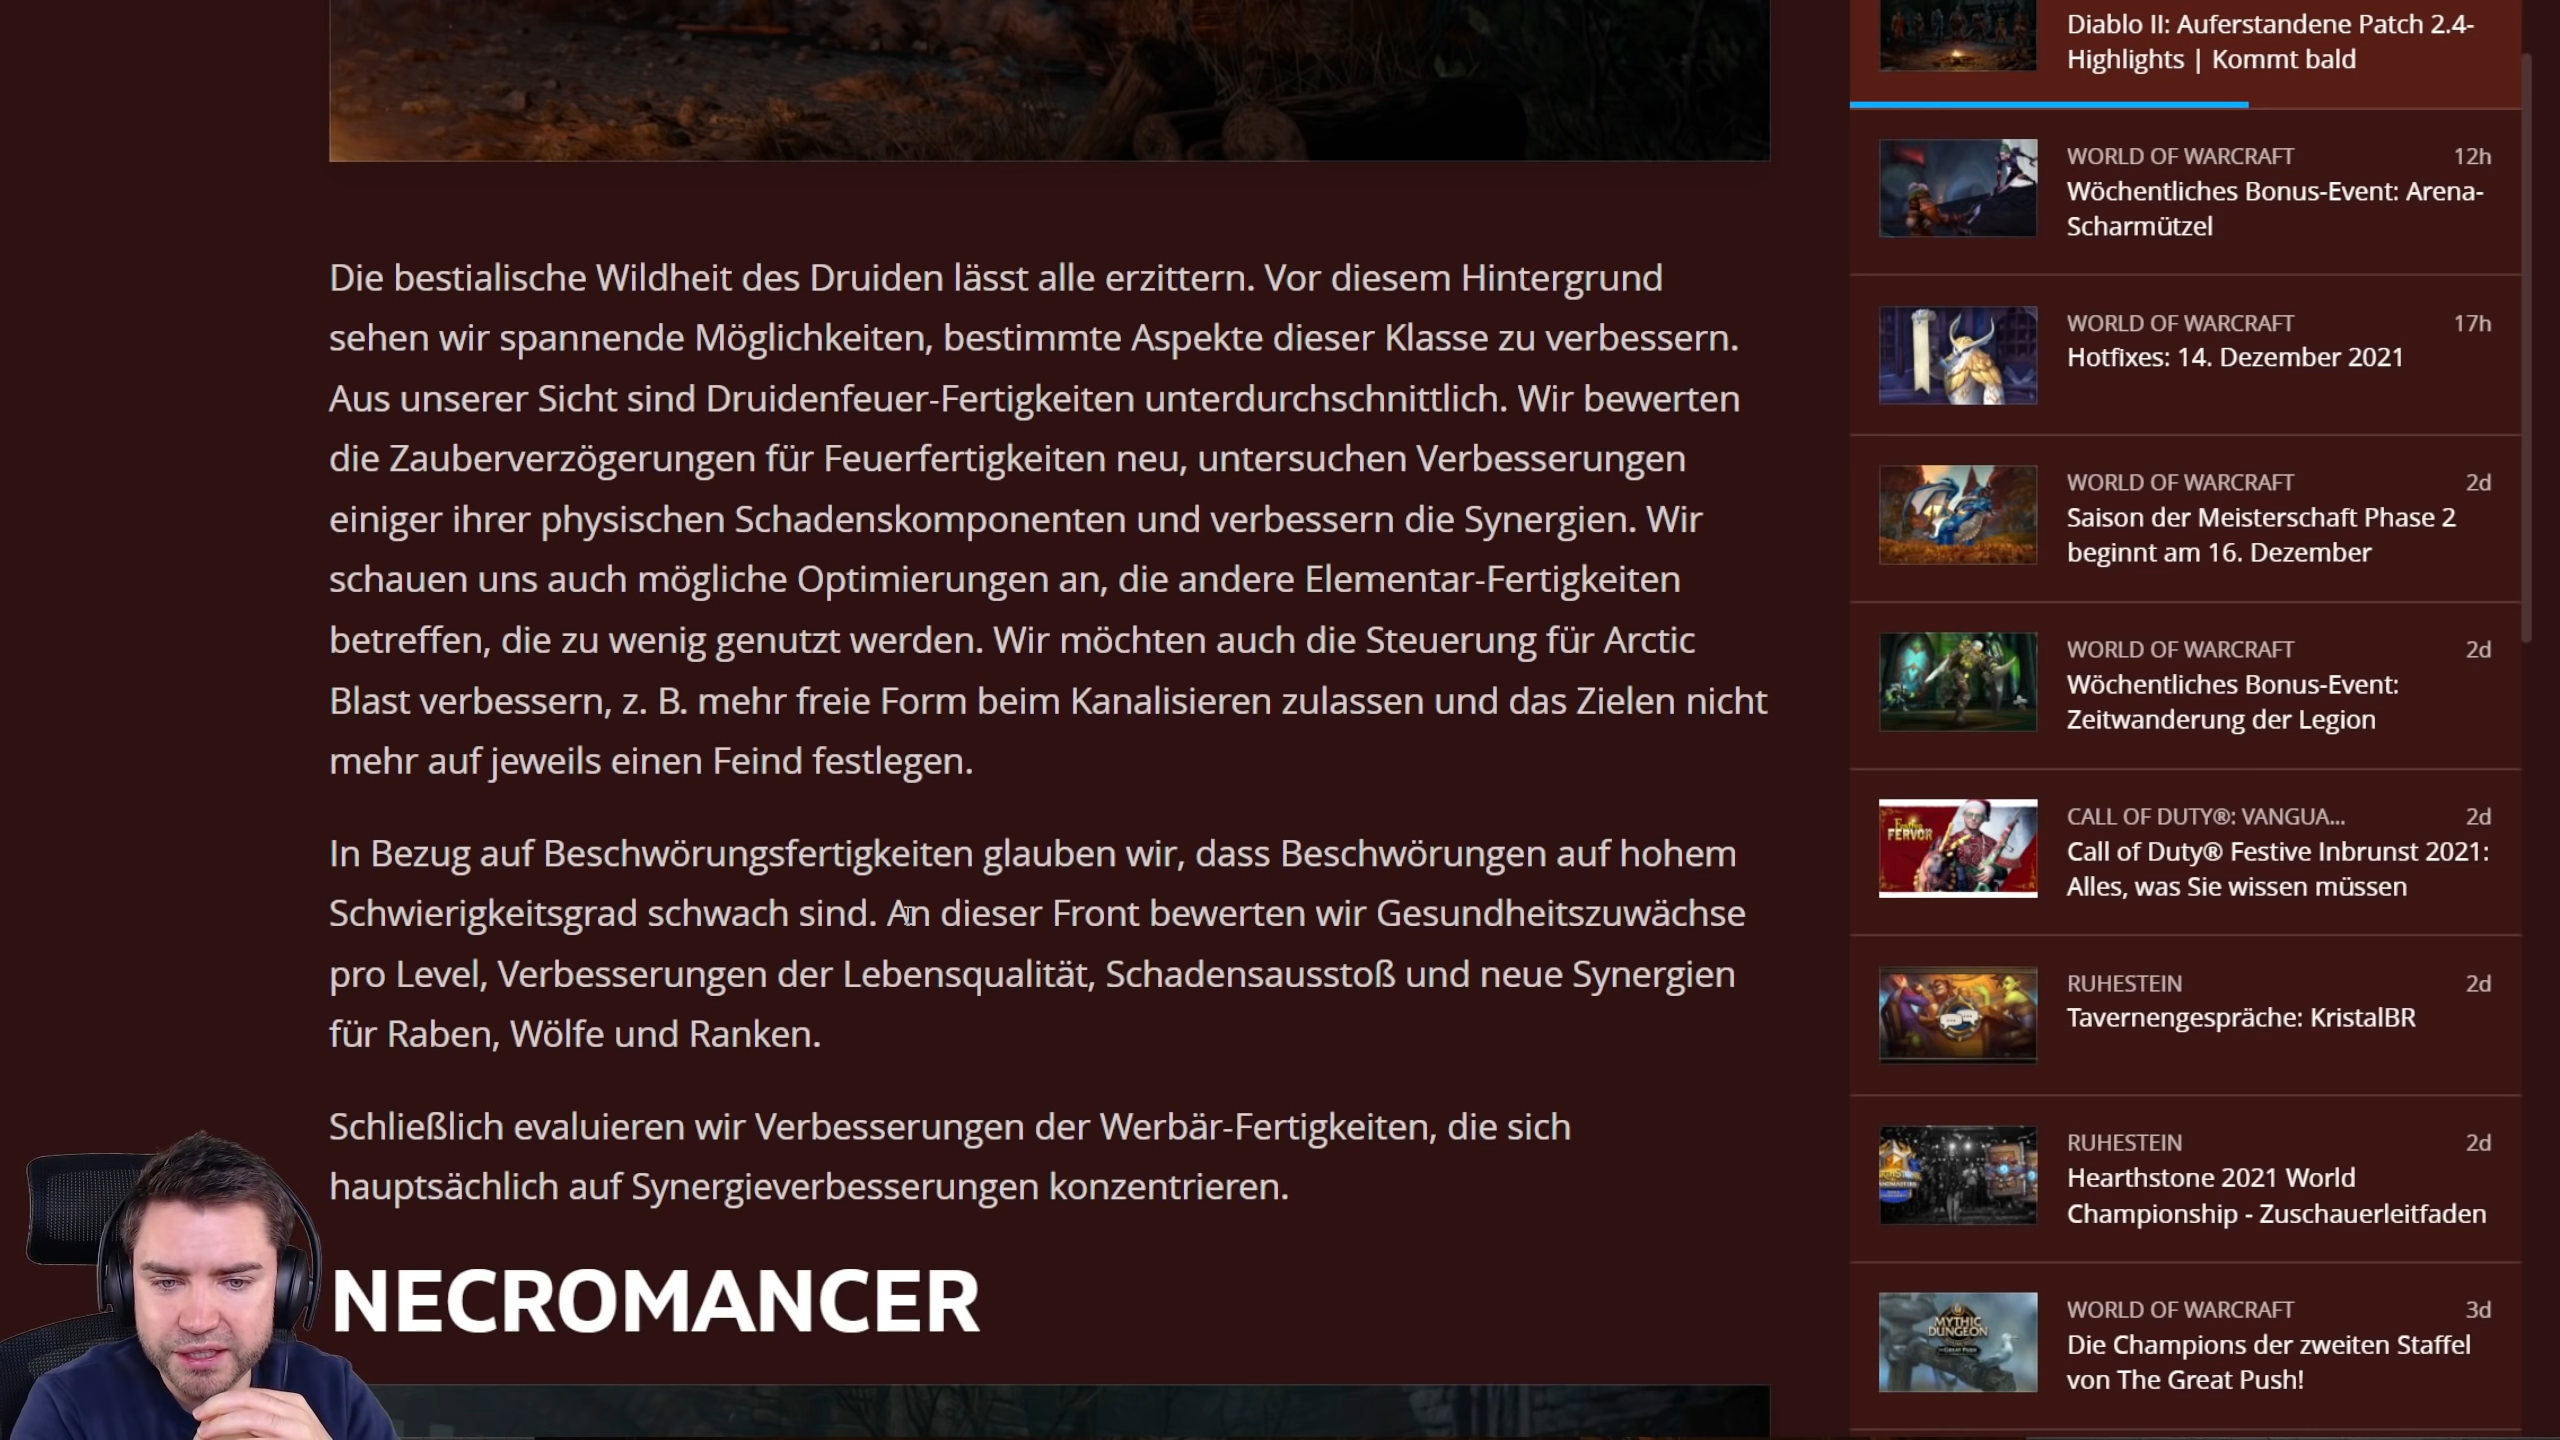 Die bestialische Wildheit des Druiden lässt alle erzittern. Vor diesem Hintergrund
sehen wir spannende Möglichkeiten, bestimmte Aspekte dieser Klasse zu verbessern.
Aus unserer Sicht sind Druidenfeuer-Fertigkeiten unterdurchschnittlich. Wir bewerten
die Zauberverzögerungen für Feuerfertigkeiten neu, untersuchen Verbesserungen
einiger ihrer physischen Schadenskomponenten und verbessern die Synergien. Wir
schauen uns auch mögliche Optimierungen an, die andere Elementar-Fertigkeiten
betreffen, die zu wenig genutzt werden. Wir möchten auch die Steuerung für Arctic
Blast verbessern, z. B. mehr freie Form beim Kanalisieren zulassen und das Zielen nicht
mehr auf jeweils einen Feind festlegen.
In Bezug auf Beschwörungsfertigkeiten glauben wir, dass Beschwörungen auf hohem
Schwierigkeitsgrad schwach sind. An dieser Front bewerten wir Gesundheitszuwächse
pro Level, Verbesserungen der Lebensqualität, Schadensausstoß und neue Synergien
für Raben, Wölfe und Ranken.
Schließlich evaluieren wir Verbesserungen der Werbär-Fertigkeiten, die sich
hauptsächlich auf Synergieverbesserungen konzentrieren.
NECROMANCER
Diablo II: Auferstandene Patch 2.4-
Highlights | Kommt bald
WORLD OF WARCRAFT 12h
Wöchentliches Bonus-Event: Arena-
Scharmützel
WORLD OF WARCRAFT 17h
Hotfixes: 14. Dezember 2021
WORLD OF WARCRAFT 2d
Saison der Meisterschaft Phase 2
beginnt am 16. Dezember
WORLD OF WARCRAFT 2d
Wöchentliches Bonus-Event:
Zeitwanderung der Legion
FERVOR
CALL OF DUTY®: VANGUA... 2d
Call of Duty® Festive Inbrunst 2021:
Alles, was Sie wissen müssen
RUHESTEIN 2d
Tavernengespräche: KristalBR
RUHESTEIN 2d
Hearthstone 2021 World
Championship - Zuschauerleitfaden
MYTHIC
DUNGEON
WORLD OF WARCRAFT 3d
Die Champions der zweiten Staffel
von The Great Push!